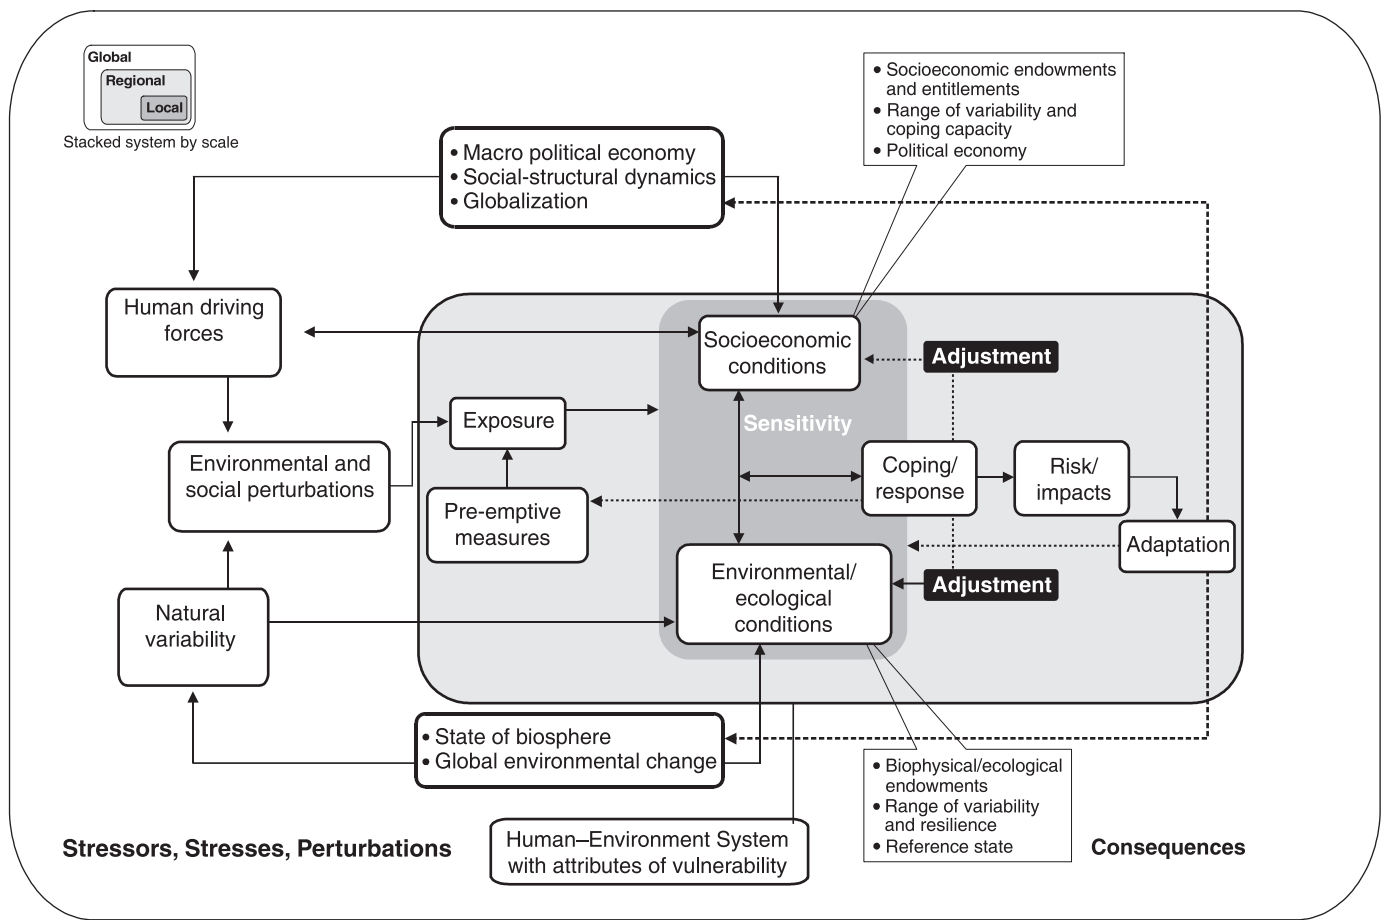 Global
Regional
Local
Stacked system by scale
• Socioeconomic endowments
and entitlements
• Range of variability and
coping capacity
• Political economy
• Macro political economy
• Social-structural dynamics
• Globalization
Human driving
forces
Socioeconomic
conditions
Adjustment
Exposure
Sensitivity
Environmental and
social perturbations
Coping/
response
Risk/
impacts
Pre-emptive
measures
Adaptation
Environmental/
ecological
conditions
Adjustment
Natural
variability
• State of biosphere
• Global environmental change
• Biophysical/ecological
endowments
• Range of variability
and resilience
• Reference state
Human–Environment System
with attributes of vulnerability
Stressors, Stresses, Perturbations
Consequences